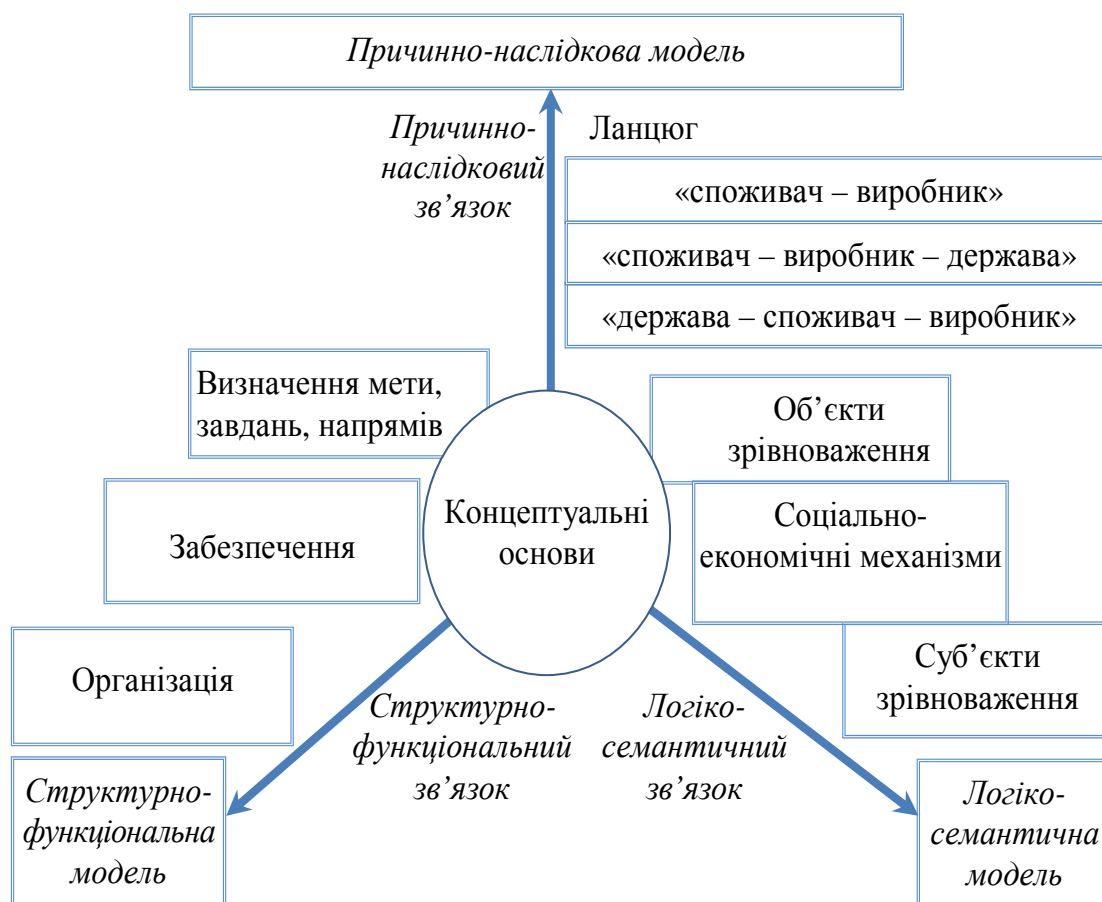 Причинно-наслідкова модель
Причинно-
наслідковий
зв’язок
Ланцюг
«споживач – виробник»
«споживач – виробник – держава»
«держава – споживач – виробник»
Визначення мети,
завдань, напрямів
Об’єкти
зрівноваження
Забезпечення
Концептуальні
основи
Соціально-
економічні механізми
Організація
Суб’єкти
зрівноваження
Структурно-
функціональний
зв’язок
Логіко-
семантичний
зв’язок
Структурно-
функціональна
модель
Логіко-
семантична
модель